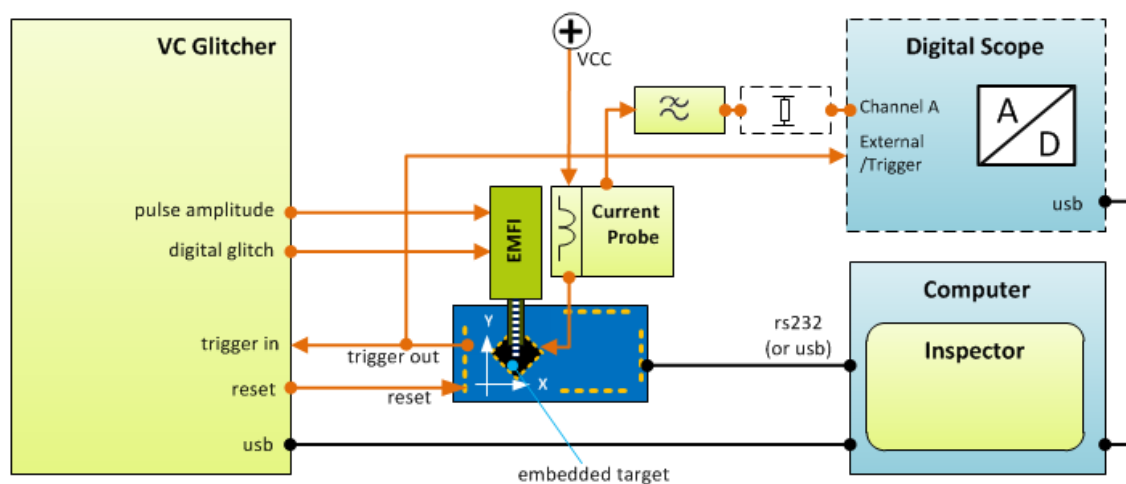 VC Glitcher
VCC
Digital Scope
Channel A
A
D
External
/Trigger
usb
pulse amplitude
digital glitch
EMFI
Current
Probe
Computer
Inspector
rs232
(or usb)
trigger in
trigger out
Y
X
reset
reset
usb
embedded target